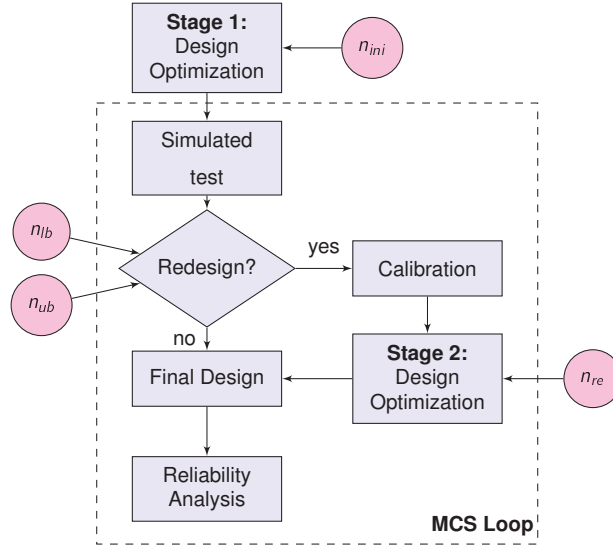 Stage 1:
Design
Optimization
n_ini
Simulated
test
n_lb
Redesign?
yes
Calibration
n_ub
no
Final Design
Stage 2:
Design
Optimization
n_re
Reliability
Analysis
MCS Loop